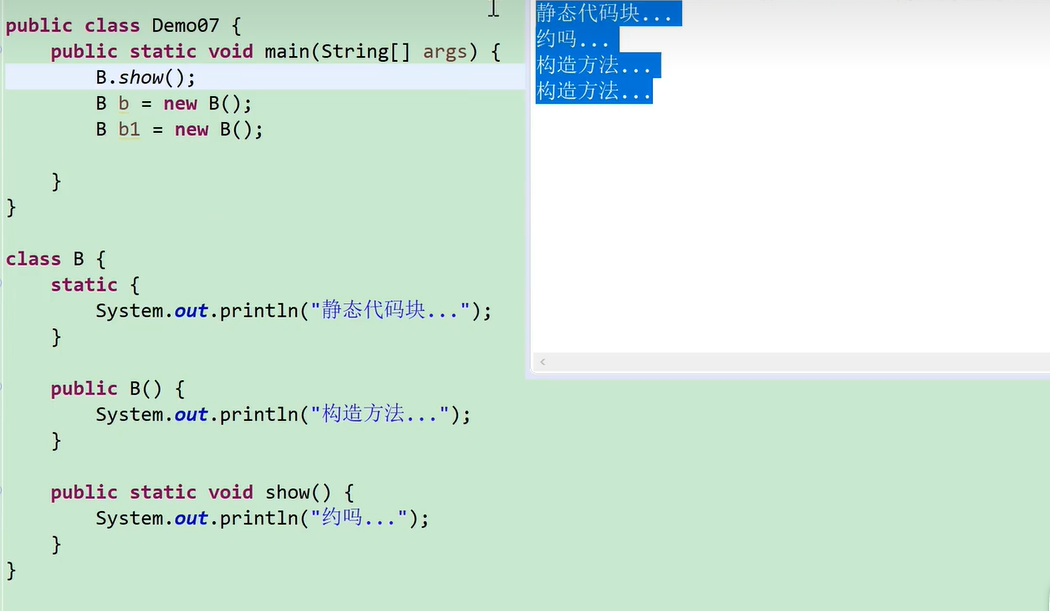 public class Demo07 {
    public static void main(String[] args) {
        B.show();
        B b = new B();
        B b1 = new B();
    }
}
class B {
    static {
        System.out.println("静态代码块...");
    }
    public B() {
        System.out.println("构造方法...");
    }
    public static void show() {
        System.out.println("约吗...");
    }
}
静态代码块...
约吗...
构造方法...
构造方法...